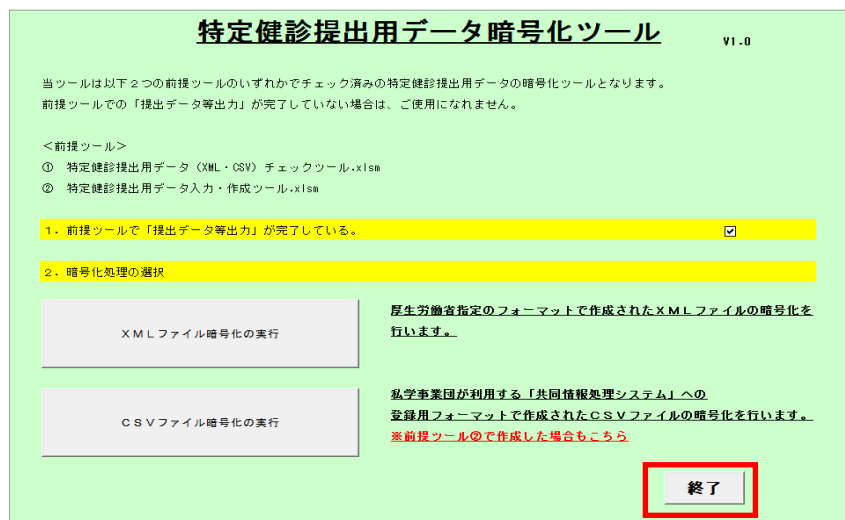 特定健診提出用データ暗号化ツール V1.0
当ツールは以下2つの前提ツールのいずれかでチェック済みの特定健診提出用データの暗号化ツールとなります。
前提ツールでの「提出データ等出力」が完了していない場合は、ご使用になれません。
＜前提ツール＞
① 特定健診提出用データ（XML・CSV）チェックツール.xlsm
② 特定健診提出用データ入力・作成ツール.xlsm
１．前提ツールで「提出データ等出力」が完了している。
２．暗号化処理の選択
ＸＭＬファイル暗号化の実行
厚生労働省指定のフォーマットで作成されたＸＭＬファイルの暗号化を
行います。
ＣＳＶファイル暗号化の実行
私学事業団が利用する「共同情報処理システム」への
登録用フォーマットで作成されたＣＳＶファイルの暗号化を行います。
※前提ツール②で作成した場合もこちら
終了